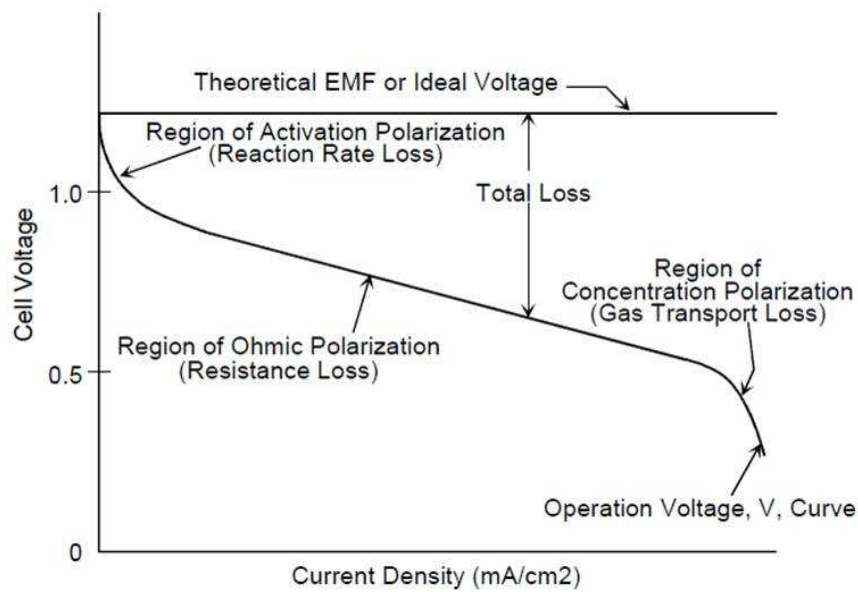 Theoretical EMF or Ideal Voltage
Region of Activation Polarization
(Reaction Rate Loss)
1.0
Total Loss
Cell Voltage
Region of
Concentration Polarization
(Gas Transport Loss)
Region of Ohmic Polarization
(Resistance Loss)
0.5
Operation Voltage, V, Curve
0
Current Density (mA/cm2)